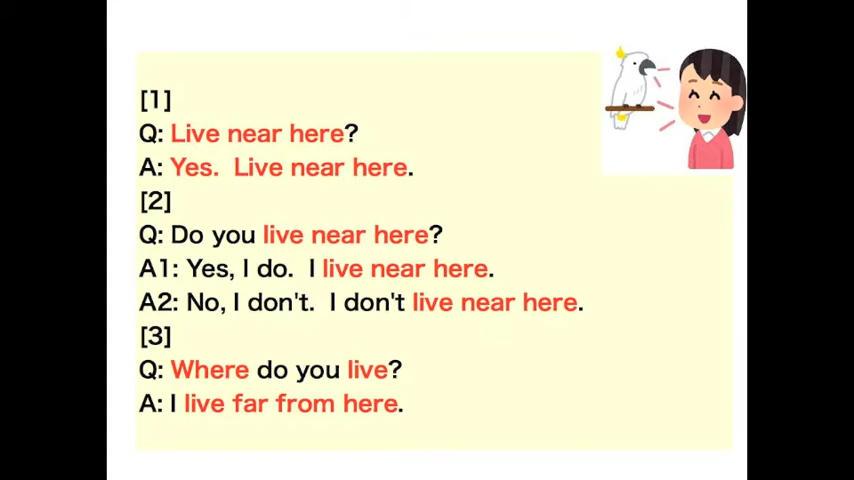 [1]
Q: Live near here?
A: Yes.  Live near here.
[2]
Q: Do you live near here?
A1: Yes, I do.  I live near here.
A2: No, I don't.  I don't live near here.
[3]
Q: Where do you live?
A: I live far from here.